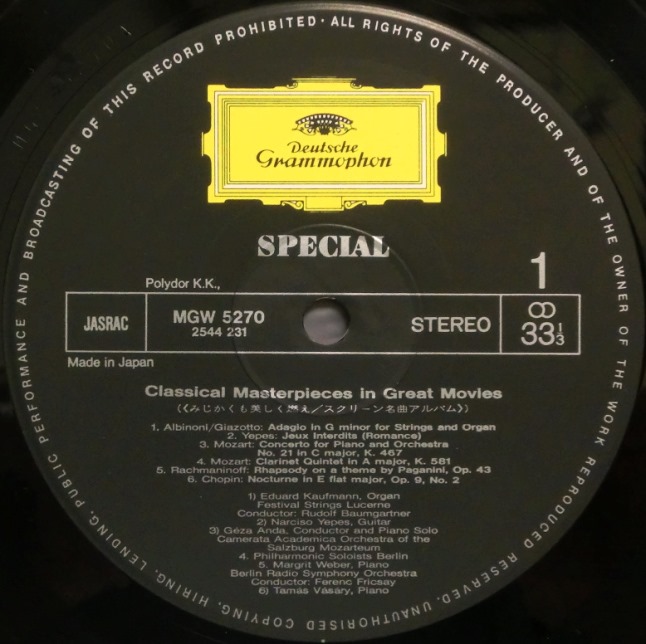 PUBLIC PERFORMANCE AND BROADCASTING OF THIS RECORD PROHIBITED · ALL RIGHTS OF THE PRODUCER AND OF THE OWNER OF THE WORK REPRODUCED RESERVED. UNAUTHORISED COPYING, HIRING, LENDING,
Deutsche
Grammophon
SPECIAL
1
Polydor K.K.,
JASRAC
MGW 5270
2544 231
STEREO
33⅓
Made in Japan
Classical Masterpieces in Great Movies
(《みじかくも美しく燃え／スクリーン名曲アルバム》)
1. Albinoni/Giazotto: Adagio in G minor for Strings and Organ
2. Yepes: Jeux Interdits (Romance)
3. Mozart: Concerto for Piano and Orchestra
No. 21 in C major, K. 467
4. Mozart: Clarinet Quintet in A major, K. 581
5. Rachmaninoff: Rhapsody on a theme by Paganini, Op. 43
6. Chopin: Nocturne in E flat major, Op. 9, No. 2
1) Eduard Kaufmann, Organ
Festival Strings Lucerne
Conductor: Rudolf Baumgartner
2) Narciso Yepes, Guitar
3) Géza Anda, Conductor and Piano Solo
Camerata Academica Orchestra of the
Salzburg Mozarteum
4. Philharmonic Soloists Berlin
5. Margrit Weber, Piano
Berlin Radio Symphony Orchestra
Conductor: Ferenc Fricsay
6) Tamás Vásáry, Piano